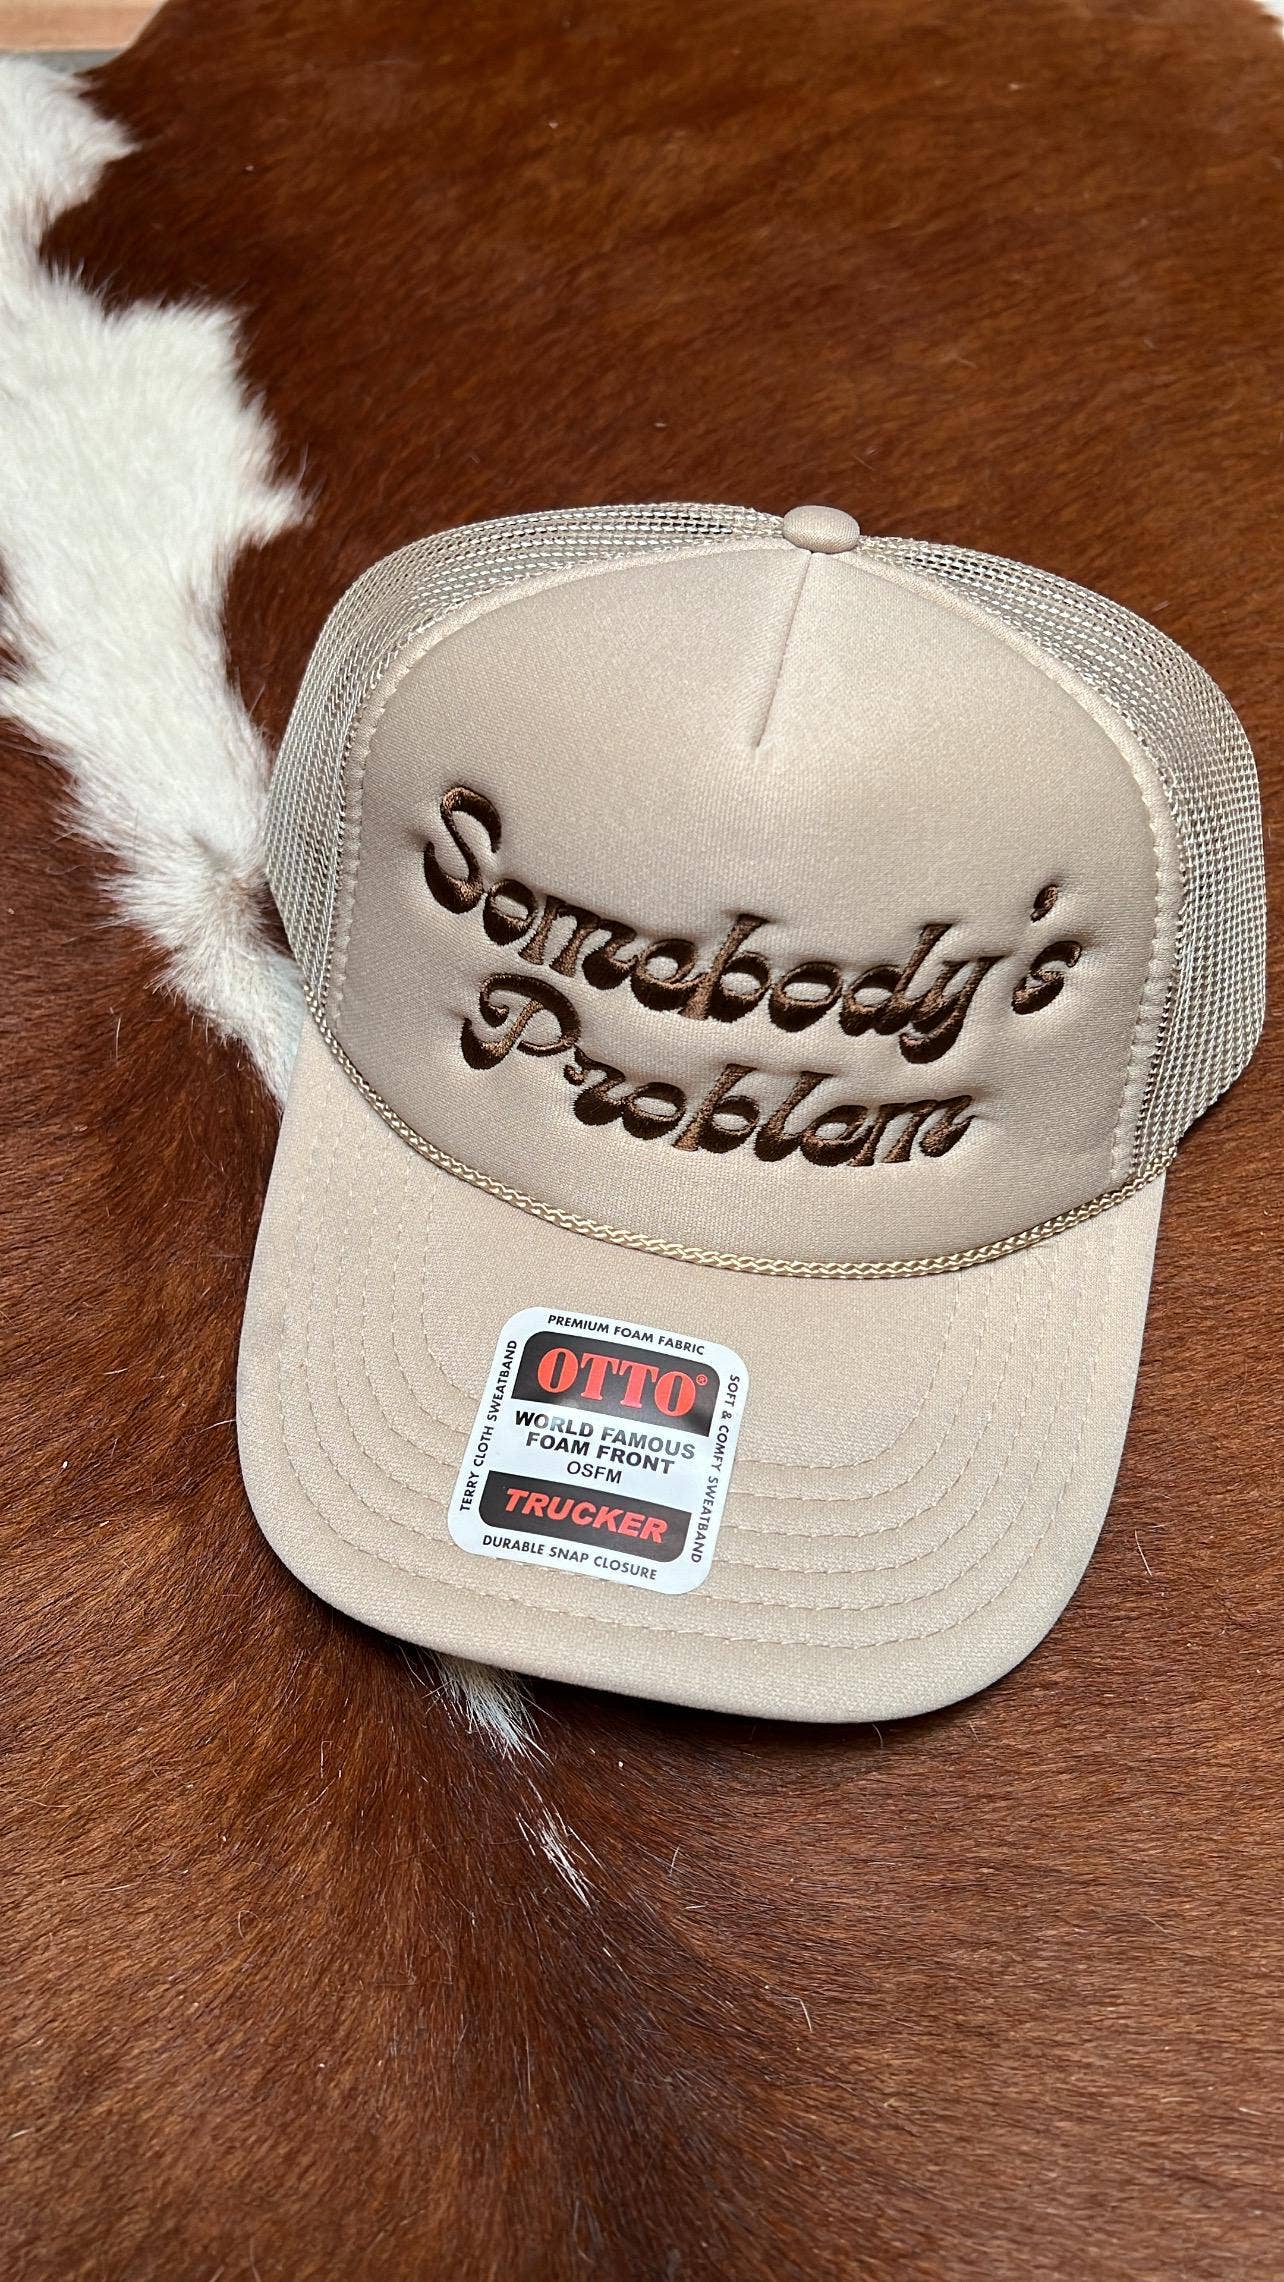 Somebody's
Problem
PREMIUM FOAM FABRIC
OTTO®
WORLD FAMOUS
FOAM FRONT
OSFM
TRUCKER
DURABLE SNAP CLOSURE
TERRY CLOTH SWEATBAND
SOFT & COMFY SWEATBAND